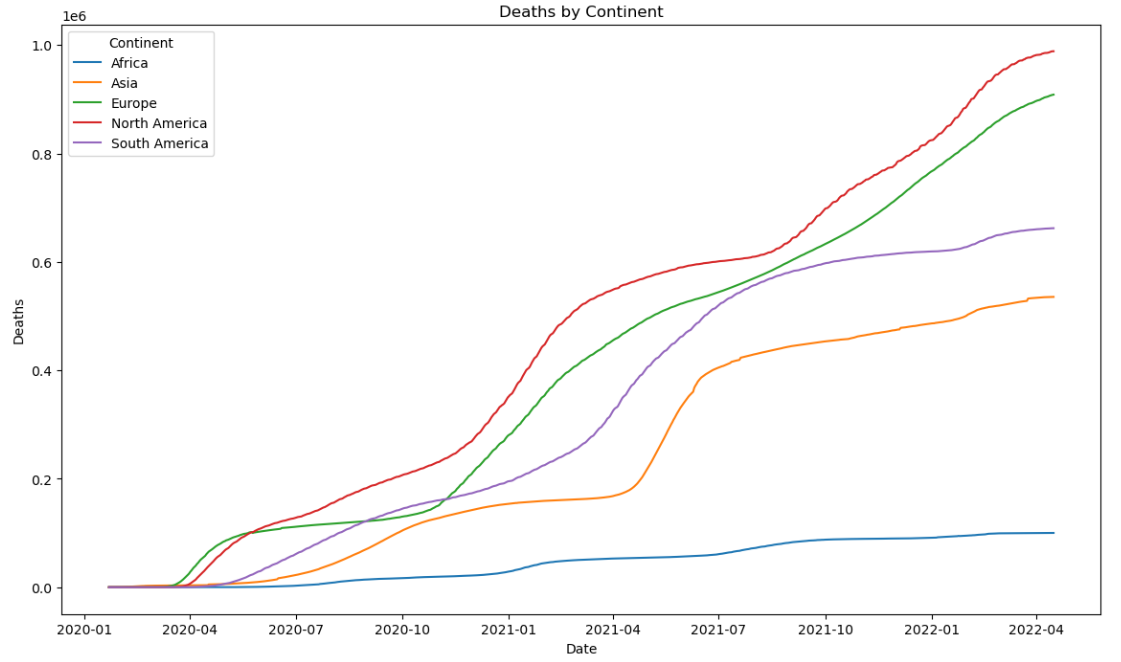 Deaths by Continent
1e6
Continent
Africa
Asia
Europe
North America
South America
1.0
0.8
0.6
0.4
0.2
0.0
Deaths
2020-01 2020-04 2020-07 2020-10 2021-01 2021-04 2021-07 2021-10 2022-01 2022-04
Date